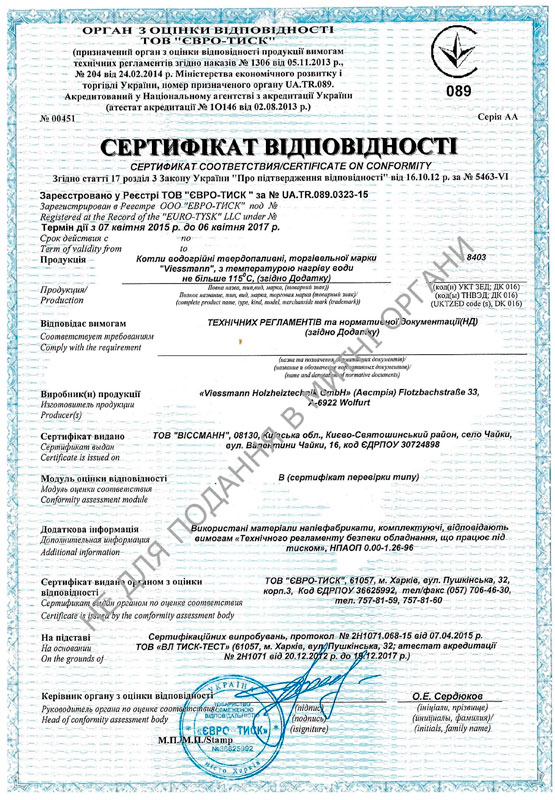 ОРГАН З ОЦІНКИ ВІДПОВІДНОСТІ
ТОВ "ЄВРО-ТИСК"
(призначений орган з оцінки відповідності продукції вимогам
технічних регламентів згідно наказів № 1306 від 05.11.2013 р.,
№ 204 від 24.02.2014 р. Міністерства економічного розвитку і
торгівлі України, номер призначеного органу UA.TR.089.
Акредитований у Національному агентстві з акредитації України
(атестат акредитації № 1О146 від 02.08.2013 р.)
089
№ 00451
Серія АА
СЕРТИФІКАТ ВІДПОВІДНОСТІ
СЕРТИФИКАТ СООТВЕТСТВИЯ/CERTIFICATE ON CONFORMITY
Згідно статті 17 розділ 3 Закону України "Про підтвердження відповідності" від 16.10.12 р. за № 5463-VI
Зареєстровано у Реєстрі ТОВ "ЄВРО-ТИСК" за № UA.TR.089.0323-15
Зарегистрирован в Реестре ООО "ЕВРО-ТИСК" под №
Registered at the Record of the "EURO-TYSK" LLC under №
Термін дії з 07 квітня 2015 р. до 06 квітня 2017 р.
Срок действия с по
Term of validity from to
Продукція
Котли водогрійні твердопаливні, торгівельної марки
"Viessmann", з температурою нагріву води
не більше 115⁰С, (згідно Додатку)
8403
Продукция/
Production
Повна назва, тип,вид, марка, (товарний знак)/
Полное название, тип, вид, марка, торговая марка (товарный знак)/
(complete product name, type, kind, model, merchandise mark (trademark))
(код(и) УКТ ЗЕД; ДК 016)
(код(ы) ТНВЭД; ДК 016)
(UKTZED code (s), DK 016)
Відповідає вимогам
Соответствует требованиям
Comply with the requirement
ТЕХНІЧНИХ РЕГЛАМЕНТІВ та нормативної документації(НД)
(згідно Додатку)
(назва та позначення нормативних документів)/
(название и обозначение нормативных документов)/
(name and denotation of normative documents)
Виробник(и) продукції
Изготовитель продукции
Producer(s)
«Viessmann Holzheiztechnik GmbH» (Австрія) Flotzbachstraße 33,
A-6922 Wolfurt
Сертифікат видано
Сертификат выдан
Certificate is issued on
ТОВ "ВІССМАНН", 08130, Київська обл., Києво-Святошинський район, село Чайки,
вул. Валентини Чайки, 16, код ЄДРПОУ 30724898
Модуль оцінки відповідності
Модуль оценки соответствия
Conformity assessment module
В (сертифікат перевірки типу)
Додаткова інформація
Дополнительная информация
Additional information
Використані матеріали напівфабрикати, комплектуючі, відповідають
вимогам «Технічного регламенту безпеки обладнання, що працює під
тиском», НПАОП 0.00-1.26-96
Сертифікат видано органом з оцінки
відповідності
Сертификат выдан органом по оценке соответствия
Certificate is issued by the conformity assessment body
ТОВ "ЄВРО-ТИСК", 61057, м. Харків, вул. Пушкінська, 32,
корп.3, Код ЄДРПОУ 36625992, тел/факс (057) 706-46-30,
тел. 757-81-59, 757-81-60
На підставі
На основании
On the grounds of
Сертифікаційних випробувань, протокол № 2Н1071.068-15 від 07.04.2015 р.
ТОВ «ВЛ ТИСК-ТЕСТ» (61057, м. Харків, вул.Пушкінська, 32; атестат акредитації
№ 2Н1071 від 20.12.2012 р. до 19.12.2017 р.)
Керівник органу з оцінки відповідності
Руководитель органа по оценке соответствия
Head of conformity assessment body
(підпис)
(подпись)
(signiture)
О.Е. Сердюков
(ініціали, прізвище)
(инициалы, фамилия)/
(initials, family name)
М.П./М.П./Stamp
УКРАЇНА
ТОВАРИСТВО
З ОБМЕЖЕНОЮ
ВІДПОВІДАЛЬНІСТЮ
«ЄВРО ТИСК»
№36625992
місто Харків
НЕ ДЛЯ ПОДАННЯ В МИТНІ ОРГАНИ